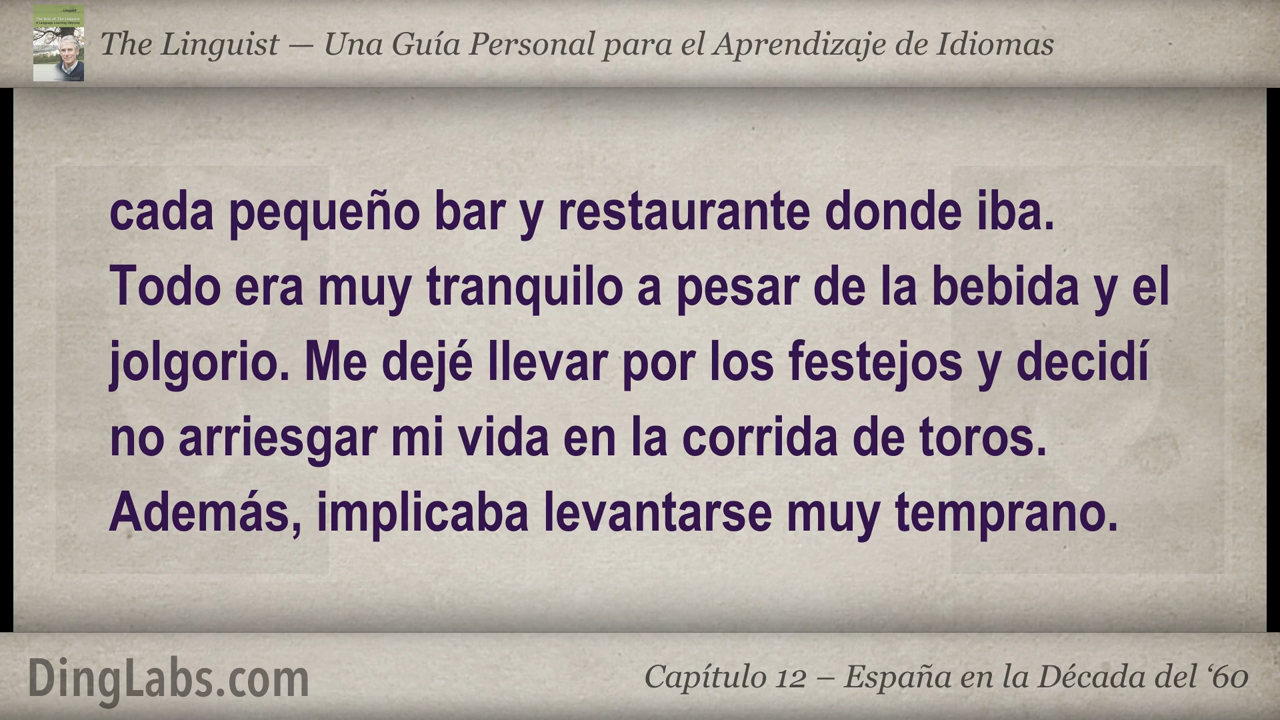 The Linguist — Una Guía Personal para el Aprendizaje de Idiomas
cada pequeño bar y restaurante donde iba.
Todo era muy tranquilo a pesar de la bebida y el
jolgorio. Me dejé llevar por los festejos y decidí
no arriesgar mi vida en la corrida de toros.
Además, implicaba levantarse muy temprano.
DingLabs.com
Capítulo 12 – España en la Década del ‘60